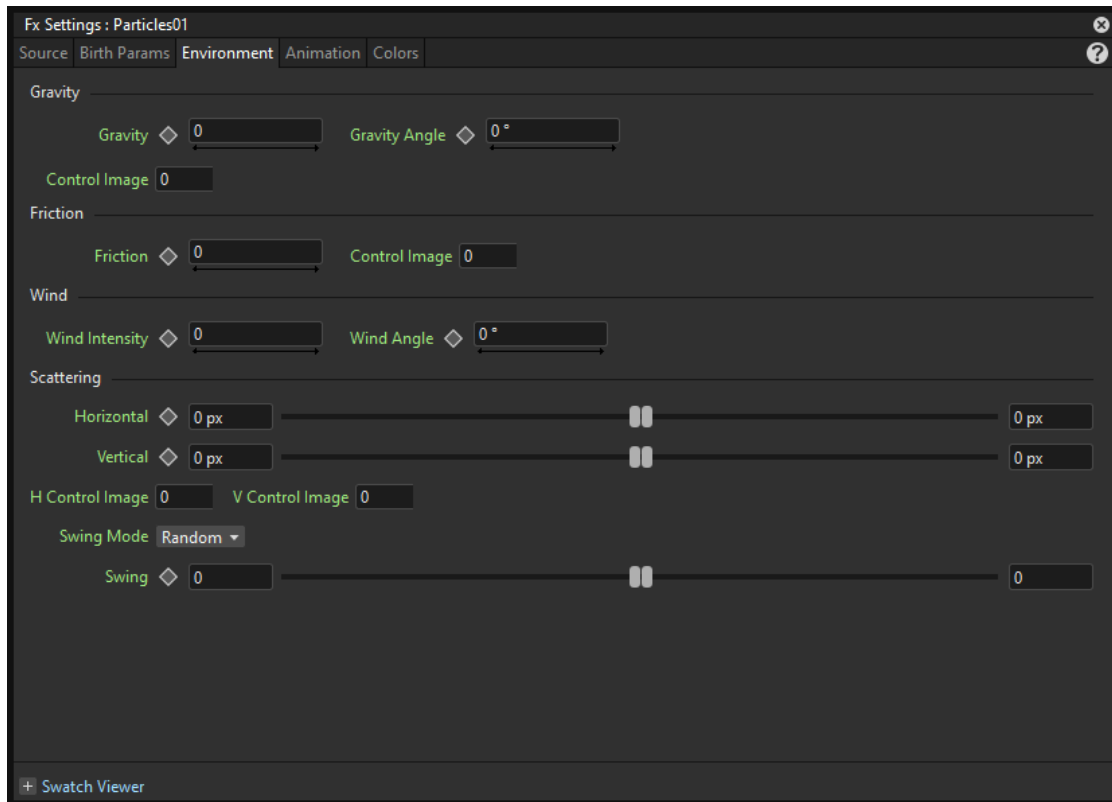 Fx Settings : Particles01
Source Birth Params Environment Animation Colors ?
Gravity
Gravity 0 Gravity Angle 0 °
Control Image 0
Friction
Friction 0 Control Image 0
Wind
Wind Intensity 0 Wind Angle 0 °
Scattering
Horizontal 0 px 0 px
Vertical 0 px 0 px
H Control Image 0 V Control Image 0
Swing Mode Random
Swing 0 0
+ Swatch Viewer